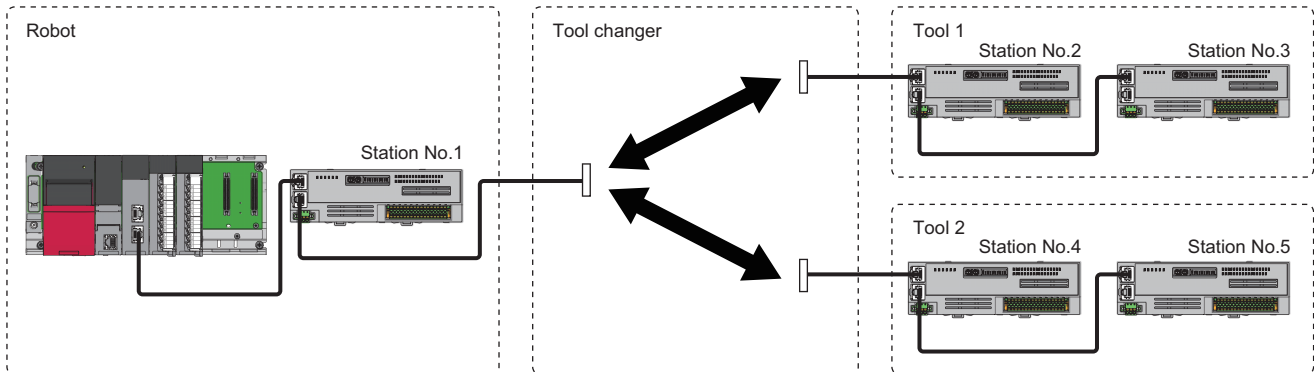 Robot
Tool changer
Tool 1
Station No.2
Station No.3
Station No.1
Tool 2
Station No.4
Station No.5